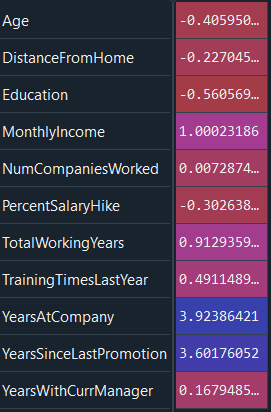 Age -0.405950...
DistanceFromHome -0.227045...
Education -0.560569...
MonthlyIncome 1.00023186
NumCompaniesWorked 0.0072874...
PercentSalaryHike -0.302638...
TotalWorkingYears 0.9129359...
TrainingTimesLastYear 0.4911489...
YearsAtCompany 3.92386421
YearsSinceLastPromotion 3.60176052
YearsWithCurrManager 0.1679485...